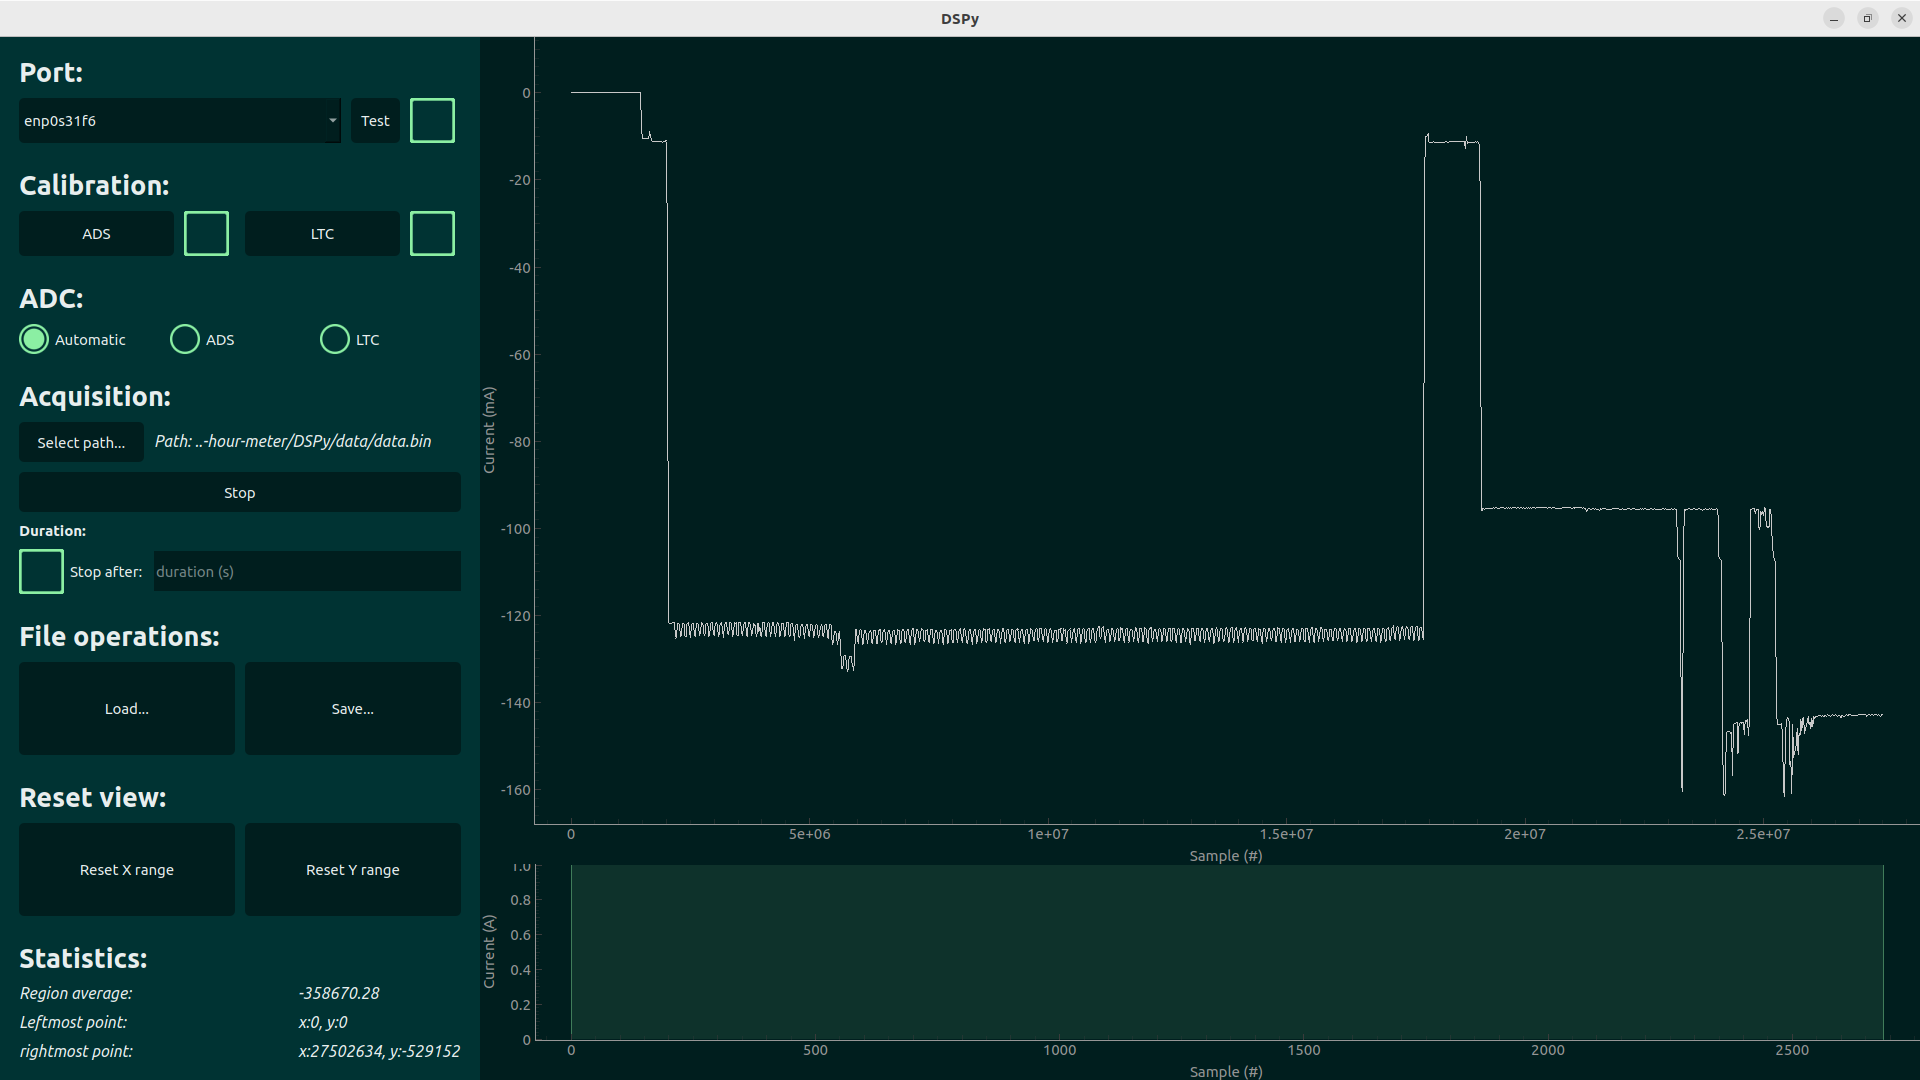 DSPy
Port:
enp0s31f6
Test
Calibration:
ADS
LTC
ADC:
Automatic
ADS
LTC
Acquisition:
Select path...
Path: ..-hour-meter/DSPy/data/data.bin
Stop
Duration:
Stop after:
duration (s)
File operations:
Load...
Save...
Reset view:
Reset X range
Reset Y range
Statistics:
Region average:
-358670.28
Leftmost point:
x:0, y:0
rightmost point:
x:27502634, y:-529152
Current (mA)
0
-20
-40
-60
-80
-100
-120
-140
-160
0
5e+06
1e+07
1.5e+07
2e+07
2.5e+07
Sample (#)
Current (A)
1.0
0.8
0.6
0.4
0.2
0
0
500
1000
1500
2000
2500
Sample (#)